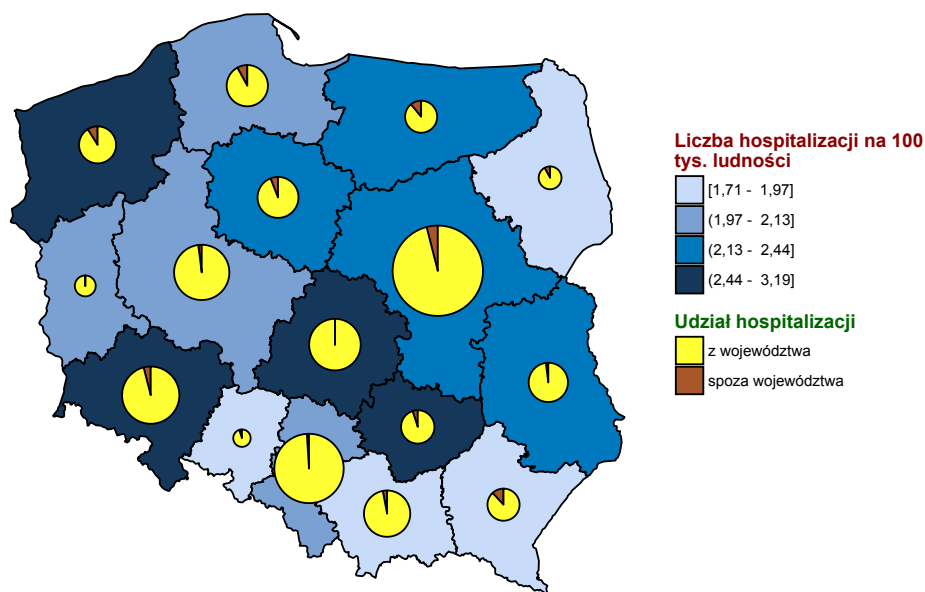 Liczba hospitalizacji na 100
tys. ludności
[1,71 - 1,97]
(1,97 - 2,13]
(2,13 - 2,44]
(2,44 - 3,19]
Udział hospitalizacji
z województwa
spoza województwa